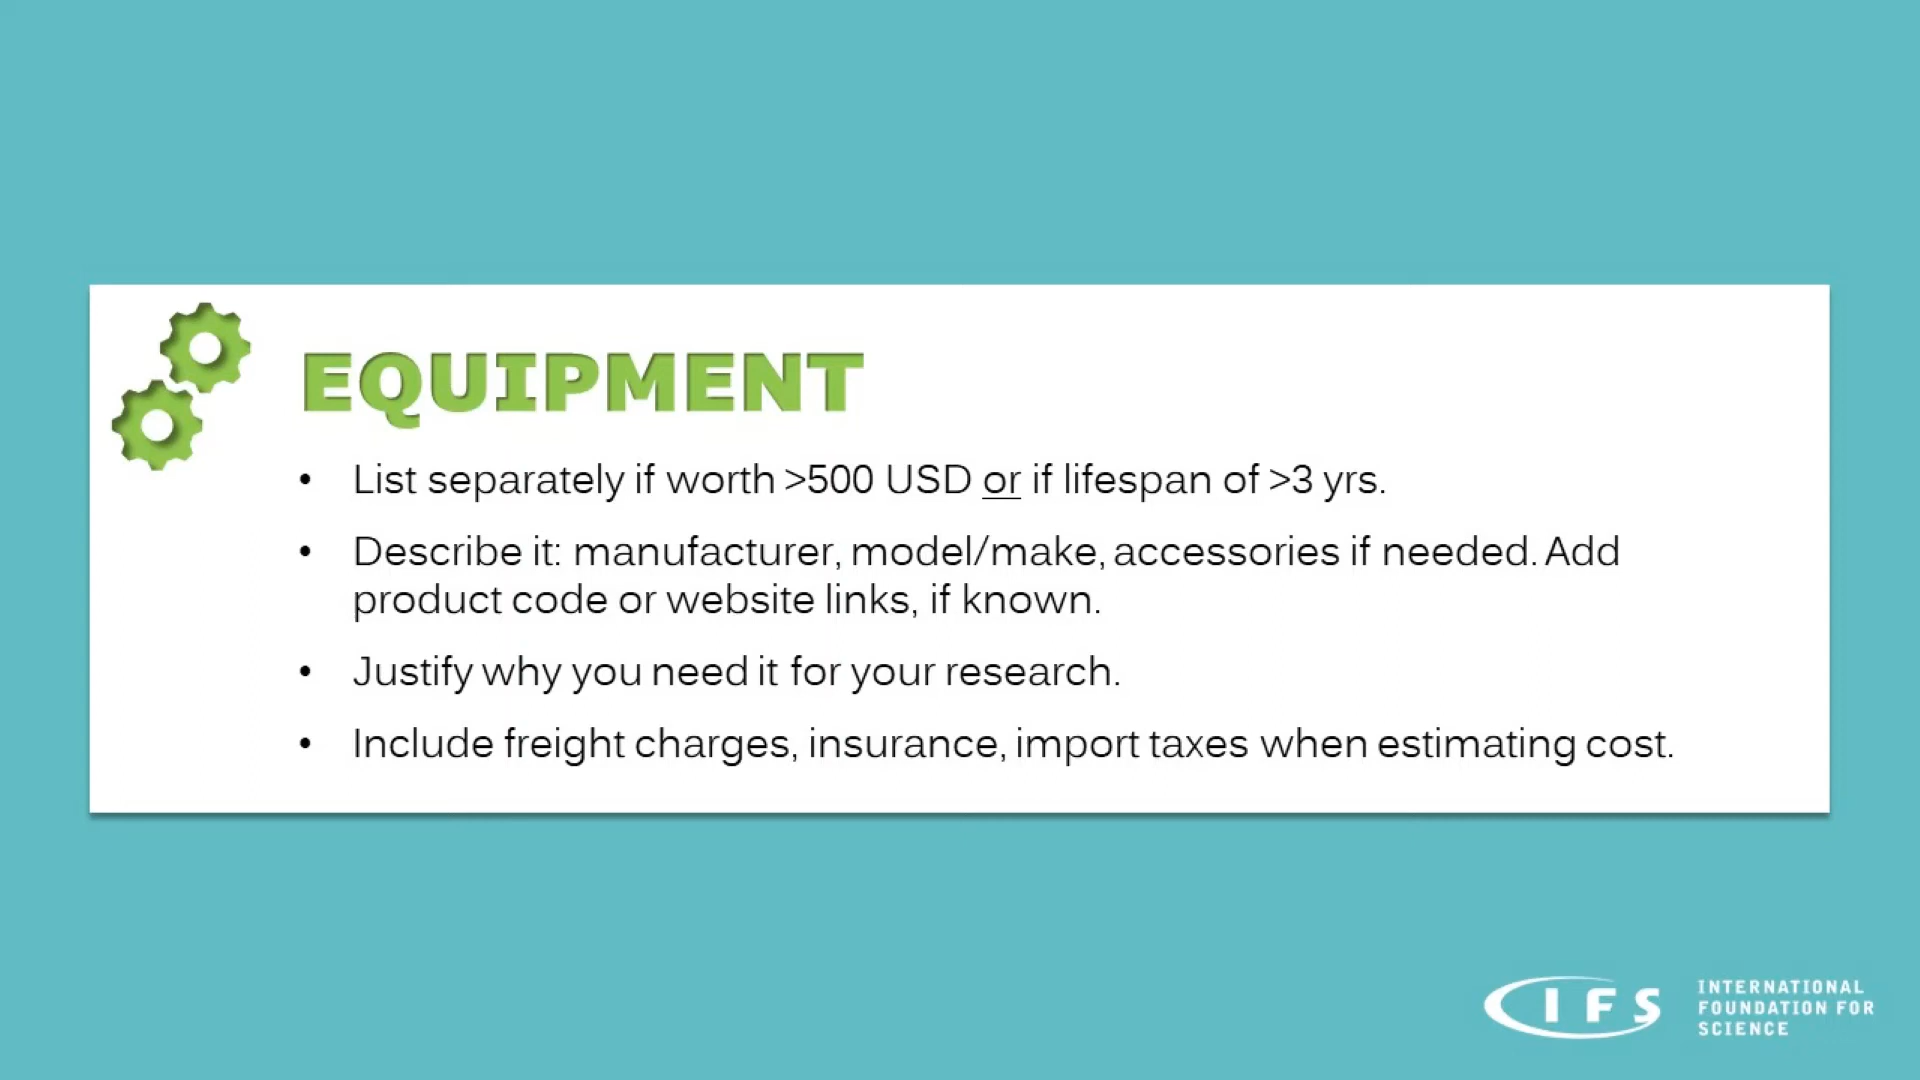 EQUIPMENT
• List separately if worth >500 USD or if lifespan of >3 yrs.
• Describe it: manufacturer, model/make, accessories if needed. Add
product code or website links, if known.
• Justify why you need it for your research.
• Include freight charges, insurance, import taxes when estimating cost.
IFS
INTERNATIONAL
FOUNDATION FOR
SCIENCE